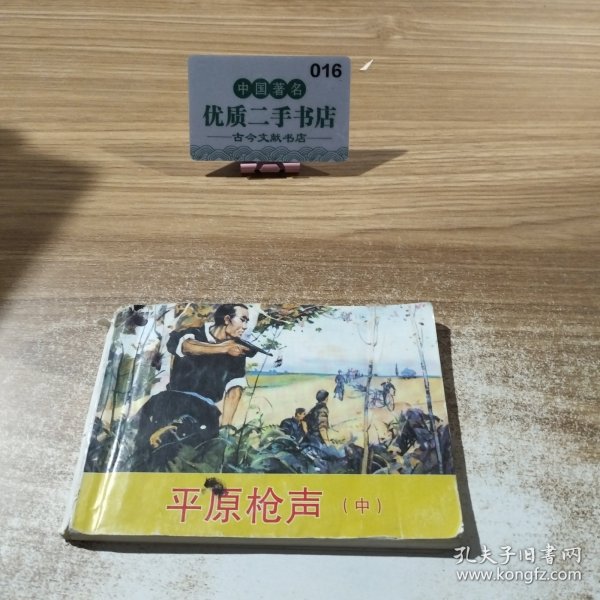 016
中国著名
优质二手书店
古今文献书店
平原枪声（中）
孔夫子旧书网
www.kongfz.com